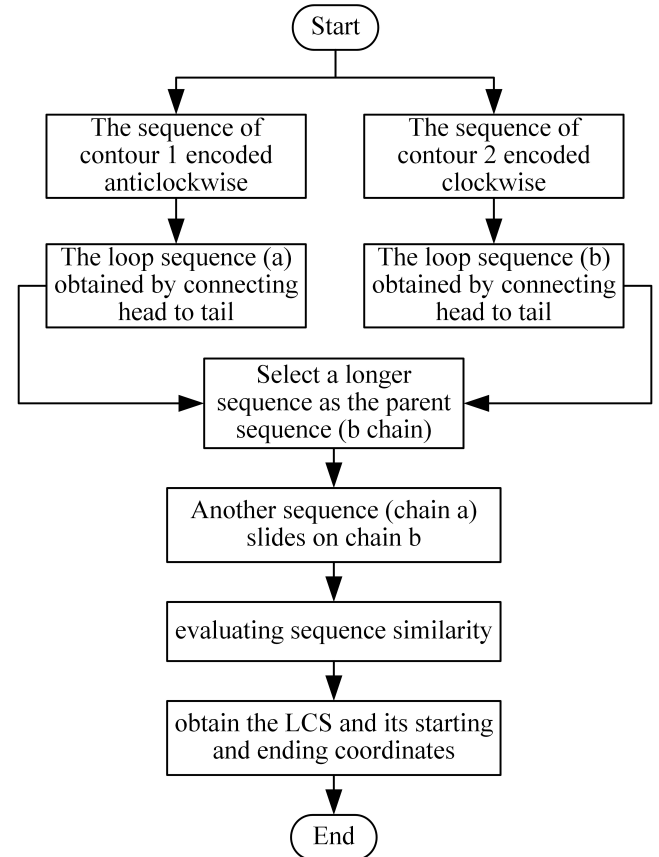 Start
The sequence of
contour 1 encoded
anticlockwise
The sequence of
contour 2 encoded
clockwise
The loop sequence (a)
obtained by connecting
head to tail
The loop sequence (b)
obtained by connecting
head to tail
Select a longer
sequence as the parent
sequence (b chain)
Another sequence (chain a)
slides on chain b
evaluating sequence similarity
obtain the LCS and its starting
and ending coordinates
End